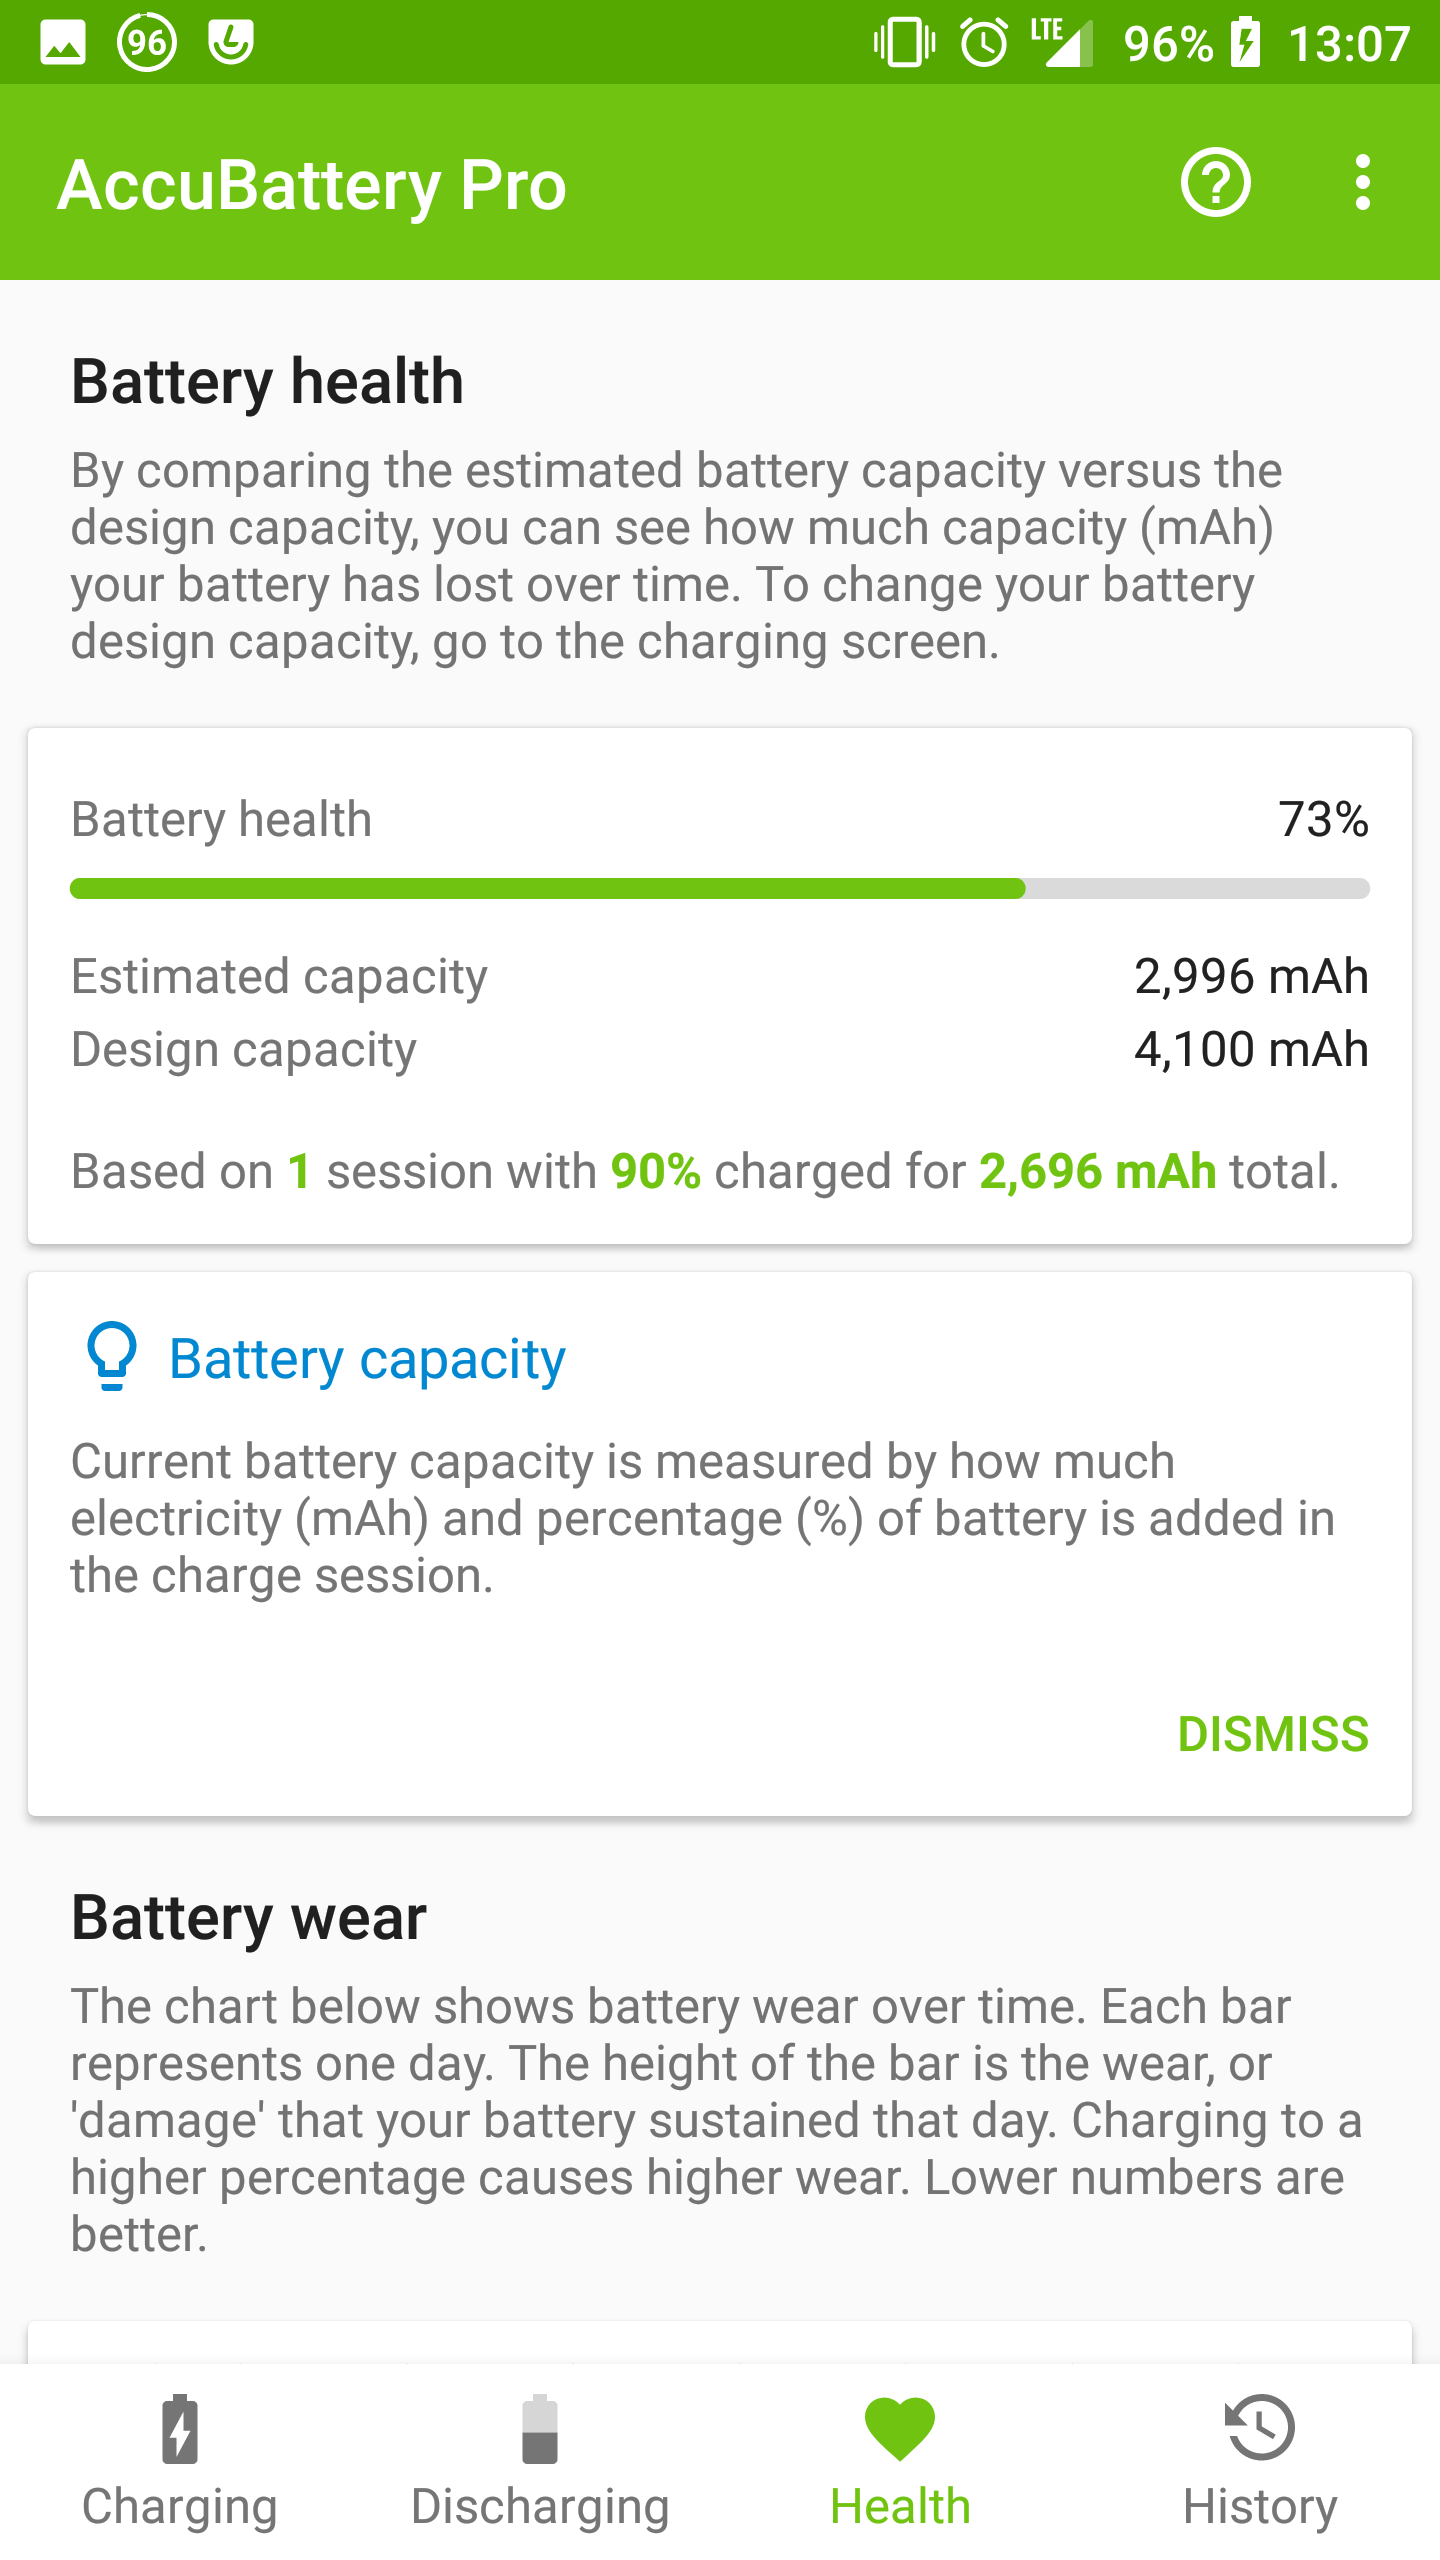 96 LTE 96% 13:07
AccuBattery Pro
Battery health
By comparing the estimated battery capacity versus the
design capacity, you can see how much capacity (mAh)
your battery has lost over time. To change your battery
design capacity, go to the charging screen.
Battery health 73%
Estimated capacity 2,996 mAh
Design capacity 4,100 mAh
Based on 1 session with 90% charged for 2,696 mAh total.
Battery capacity
Current battery capacity is measured by how much
electricity (mAh) and percentage (%) of battery is added in
the charge session.
DISMISS
Battery wear
The chart below shows battery wear over time. Each bar
represents one day. The height of the bar is the wear, or
'damage' that your battery sustained that day. Charging to a
higher percentage causes higher wear. Lower numbers are
better.
Charging Discharging Health History